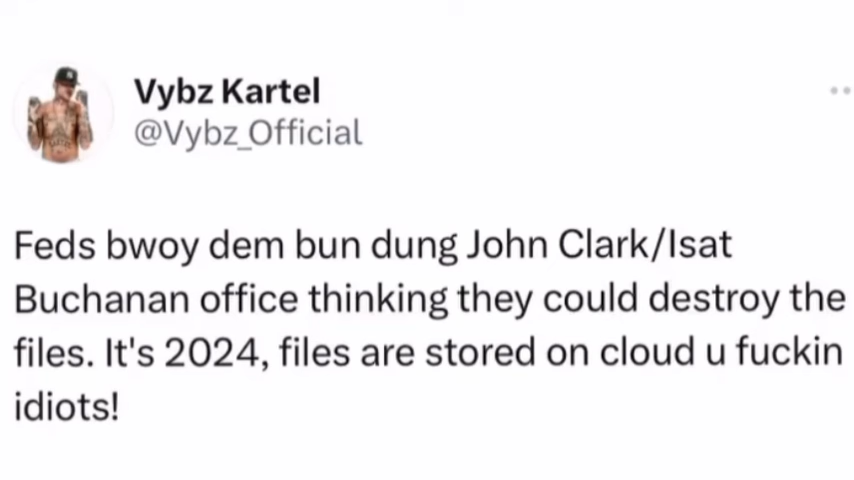 Vybz Kartel
@Vybz_Official
Feds bwoy dem bun dung John Clark/Isat
Buchanan office thinking they could destroy the
files. It's 2024, files are stored on cloud u fuckin
idiots!